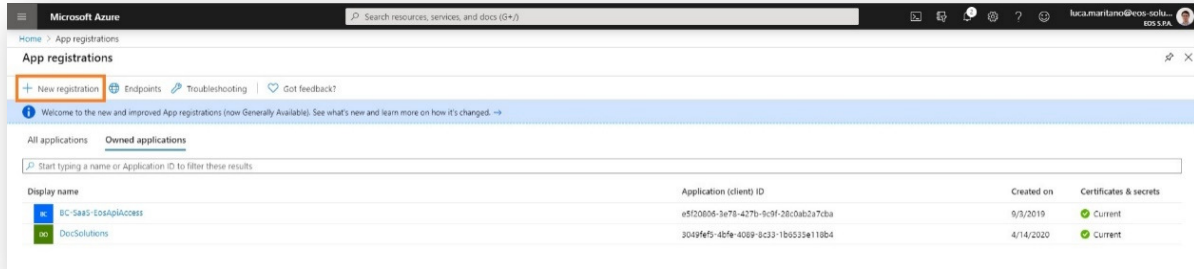 Microsoft Azure
Search resources, services, and docs (G+/)
luca.maritano@eos-solu...
EOS S.P.A.
Home > App registrations
App registrations
+ New registration Endpoints Troubleshooting Got feedback?
Welcome to the new and improved App registrations (now Generally Available). See what's new and learn more on how it's changed. →
All applications Owned applications
Start typing a name or Application ID to filter these results
Display name Application (client) ID Created on Certificates & secrets
BC BC-SaaS-EosApiAccess e5f20806-3e78-427b-9c9f-28c0ab2a7cba 9/3/2019 Current
DO DocSolutions 3049fef5-4bfe-4089-8c33-1b6535e118b4 4/14/2020 Current